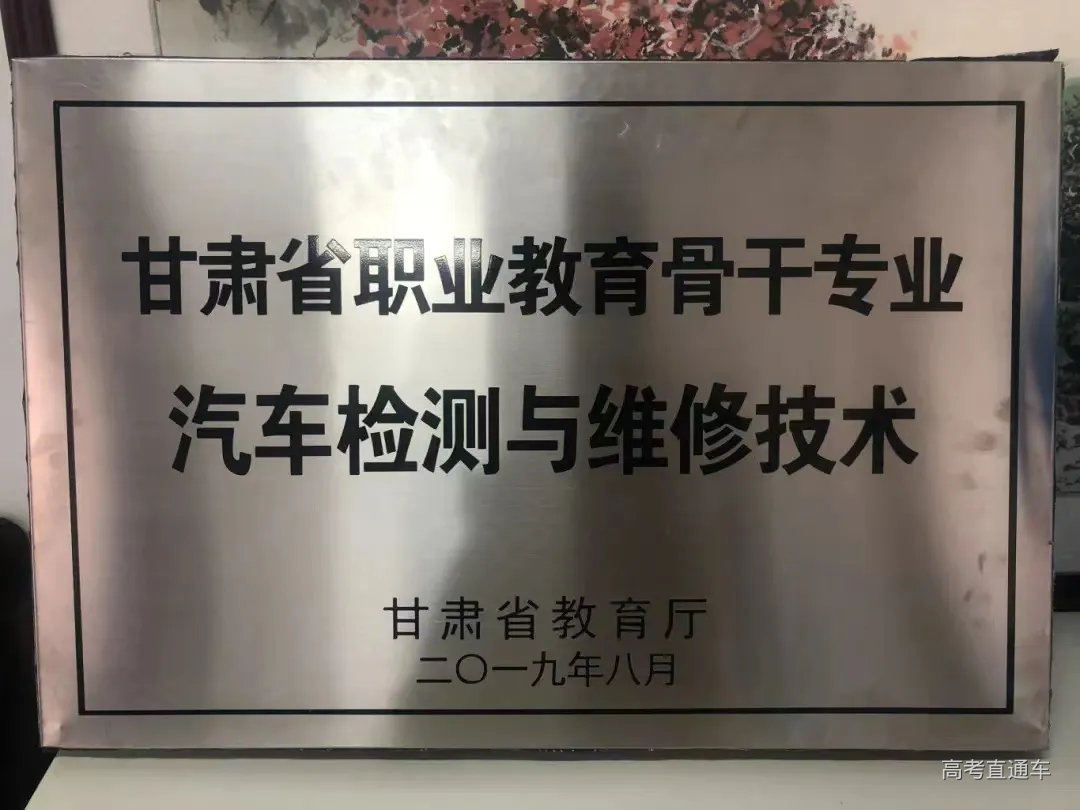 甘肃省职业教育骨干专业
汽车检测与维修技术
甘肃省教育厅
二〇一九年八月
高考直通车